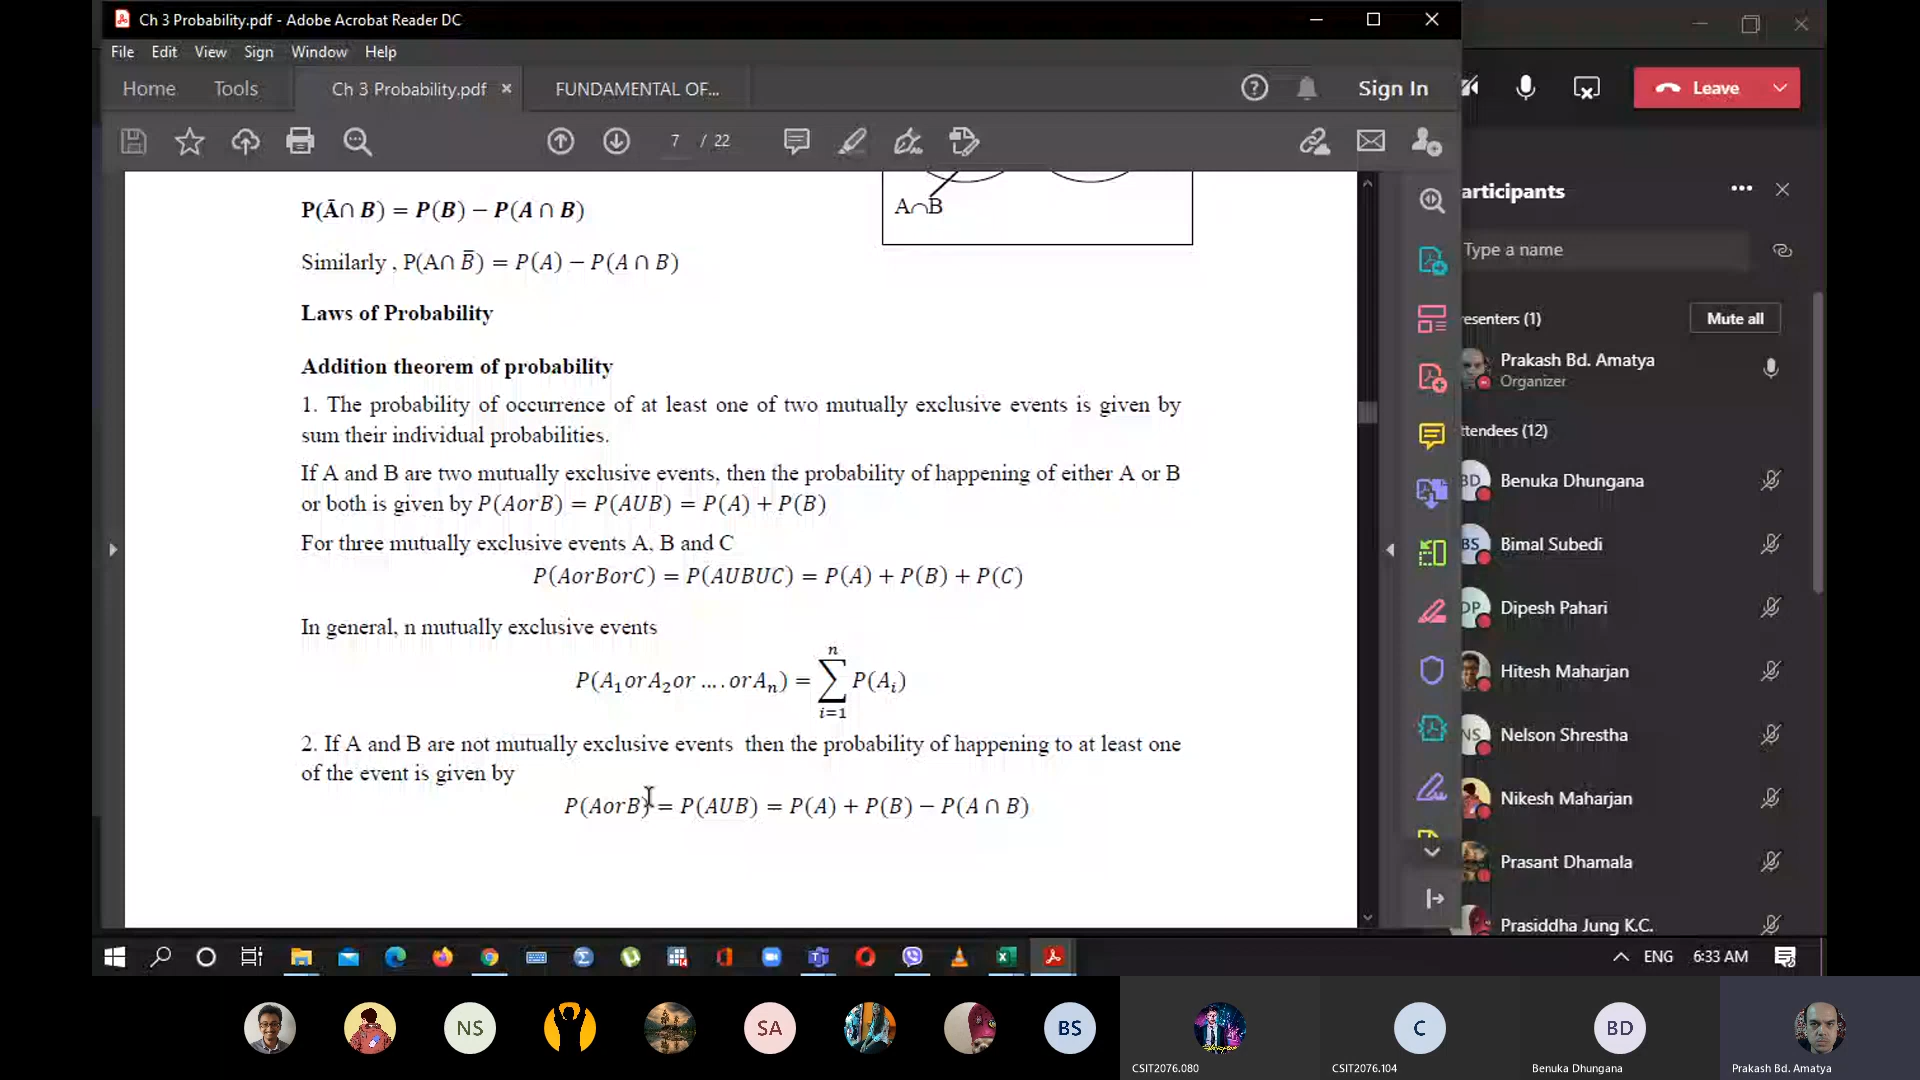 Ch 3 Probability.pdf - Adobe Acrobat Reader DC
File Edit View Sign Window Help
Home Tools Ch 3 Probability.pdf × FUNDAMENTAL OF... Sign In Leave
7 / 22
P(Ā∩ B) = P(B) − P(A ∩ B)
A∩B
Similarly , P(A∩ B̅) = P(A) − P(A ∩ B)
Laws of Probability
Addition theorem of probability
1. The probability of occurrence of at least one of two mutually exclusive events is given by
sum their individual probabilities.
If A and B are two mutually exclusive events, then the probability of happening of either A or B
or both is given by P(AorB) = P(AUB) = P(A) + P(B)
For three mutually exclusive events A, B and C
P(AorBorC) = P(AUBUC) = P(A) + P(B) + P(C)
In general, n mutually exclusive events
P(A₁orA₂or ….orAₙ) = ∑ⁿᵢ₌₁ P(Aᵢ)
2. If A and B are not mutually exclusive events then the probability of happening to at least one
of the event is given by
P(AorB) = P(AUB) = P(A) + P(B) − P(A ∩ B)
articipants
Type a name
resenters (1) Mute all
Prakash Bd. Amatya
Organizer
ttendees (12)
BD Benuka Dhungana
BS Bimal Subedi
DP Dipesh Pahari
Hitesh Maharjan
NS Nelson Shrestha
Nikesh Maharjan
Prasant Dhamala
Prasiddha Jung K.C.
ENG 6:33 AM
NS SA BS C BD
CSIT2076.080 CSIT2076.104 Benuka Dhungana Prakash Bd. Amatya